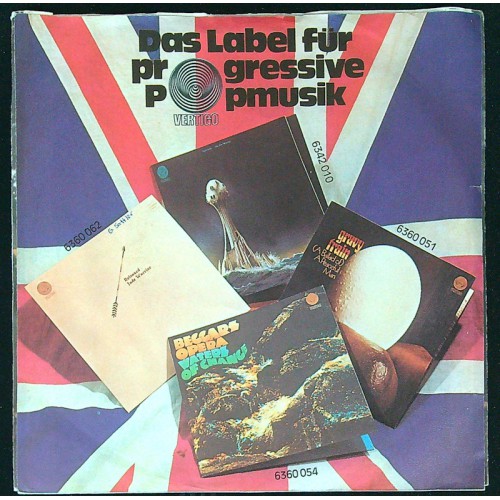 Das Label für
progressive
Popmusik
VERTIGO
6342 010
6360 062
6360 051
gravy
train
(A Ballad of)
A Peaceful
Man
BEGGARS
OPERA
WATERS
OF CHANGE
6360 054